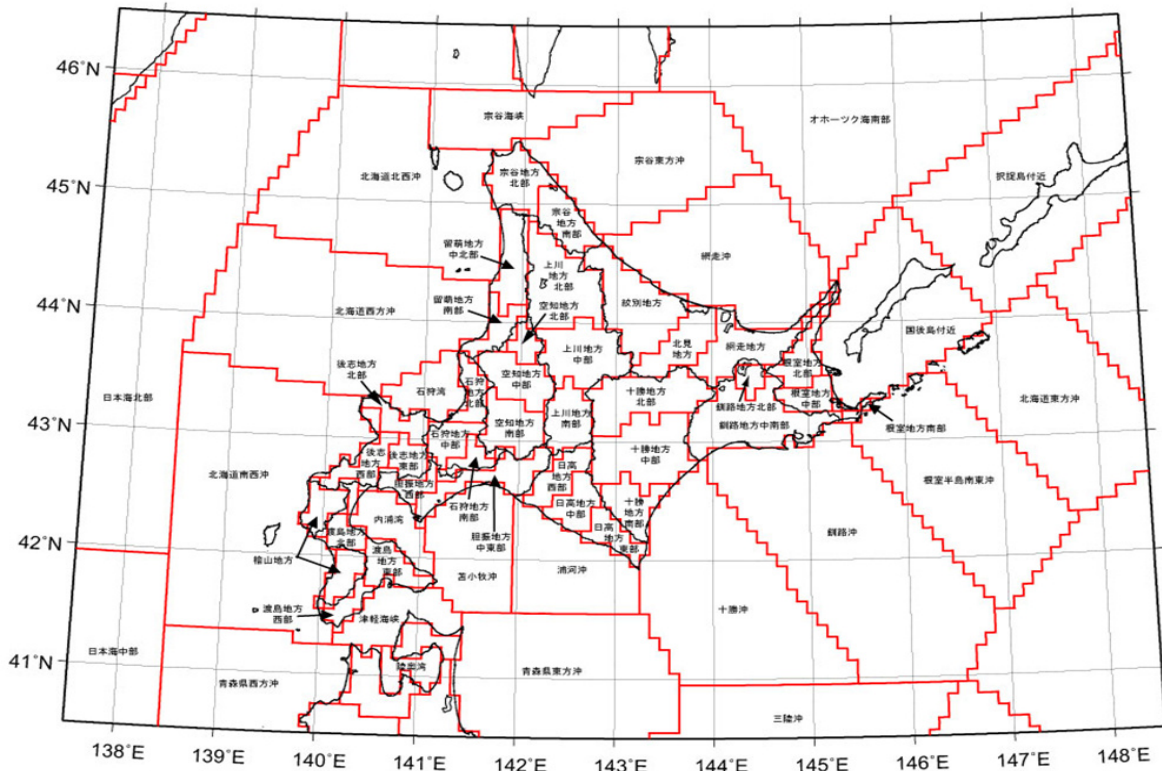 46°N
45°N
44°N
43°N
42°N
41°N
宗谷海峡
オホーツク海南部
宗谷東方沖
北海道北西沖
宗谷地方
北部
択捉島付近
宗谷
地方
南部
留萌地方
中北部
上川
地方
北部
網走沖
留萌地方
南部
空知地方
北部
紋別地方
北海道西方沖
国後島付近
上川地方
中部
北見
地方
網走地方
後志地方
北部
石狩湾
石狩
地方
北部
空知地方
中部
十勝地方
北部
根室地方
北部
根室地方
中部
日本海北部
北海道東方沖
釧路地方北部
釧路地方中南部
根室地方南部
石狩地方
中部
空知地方
南部
上川地方
南部
十勝地方
中部
後志
地方
西部
後志地方
東部
北海道南西沖
胆振地方
西部
日高
地方
西部
根室半島南東沖
石狩地方
南部
日高地方
中部
十勝
地方
南部
内浦湾
渡島地方
北部
胆振地方
中東部
日高
地方
東部
釧路沖
檜山地方
渡島
地方
東部
苫小牧沖
浦河沖
十勝沖
渡島地方
西部
津軽海峡
日本海中部
陸奥湾
青森県西方沖
青森県東方沖
三陸沖
138°E
139°E
140°E
141°E
142°E
143°E
144°E
145°E
146°E
147°E
148°E